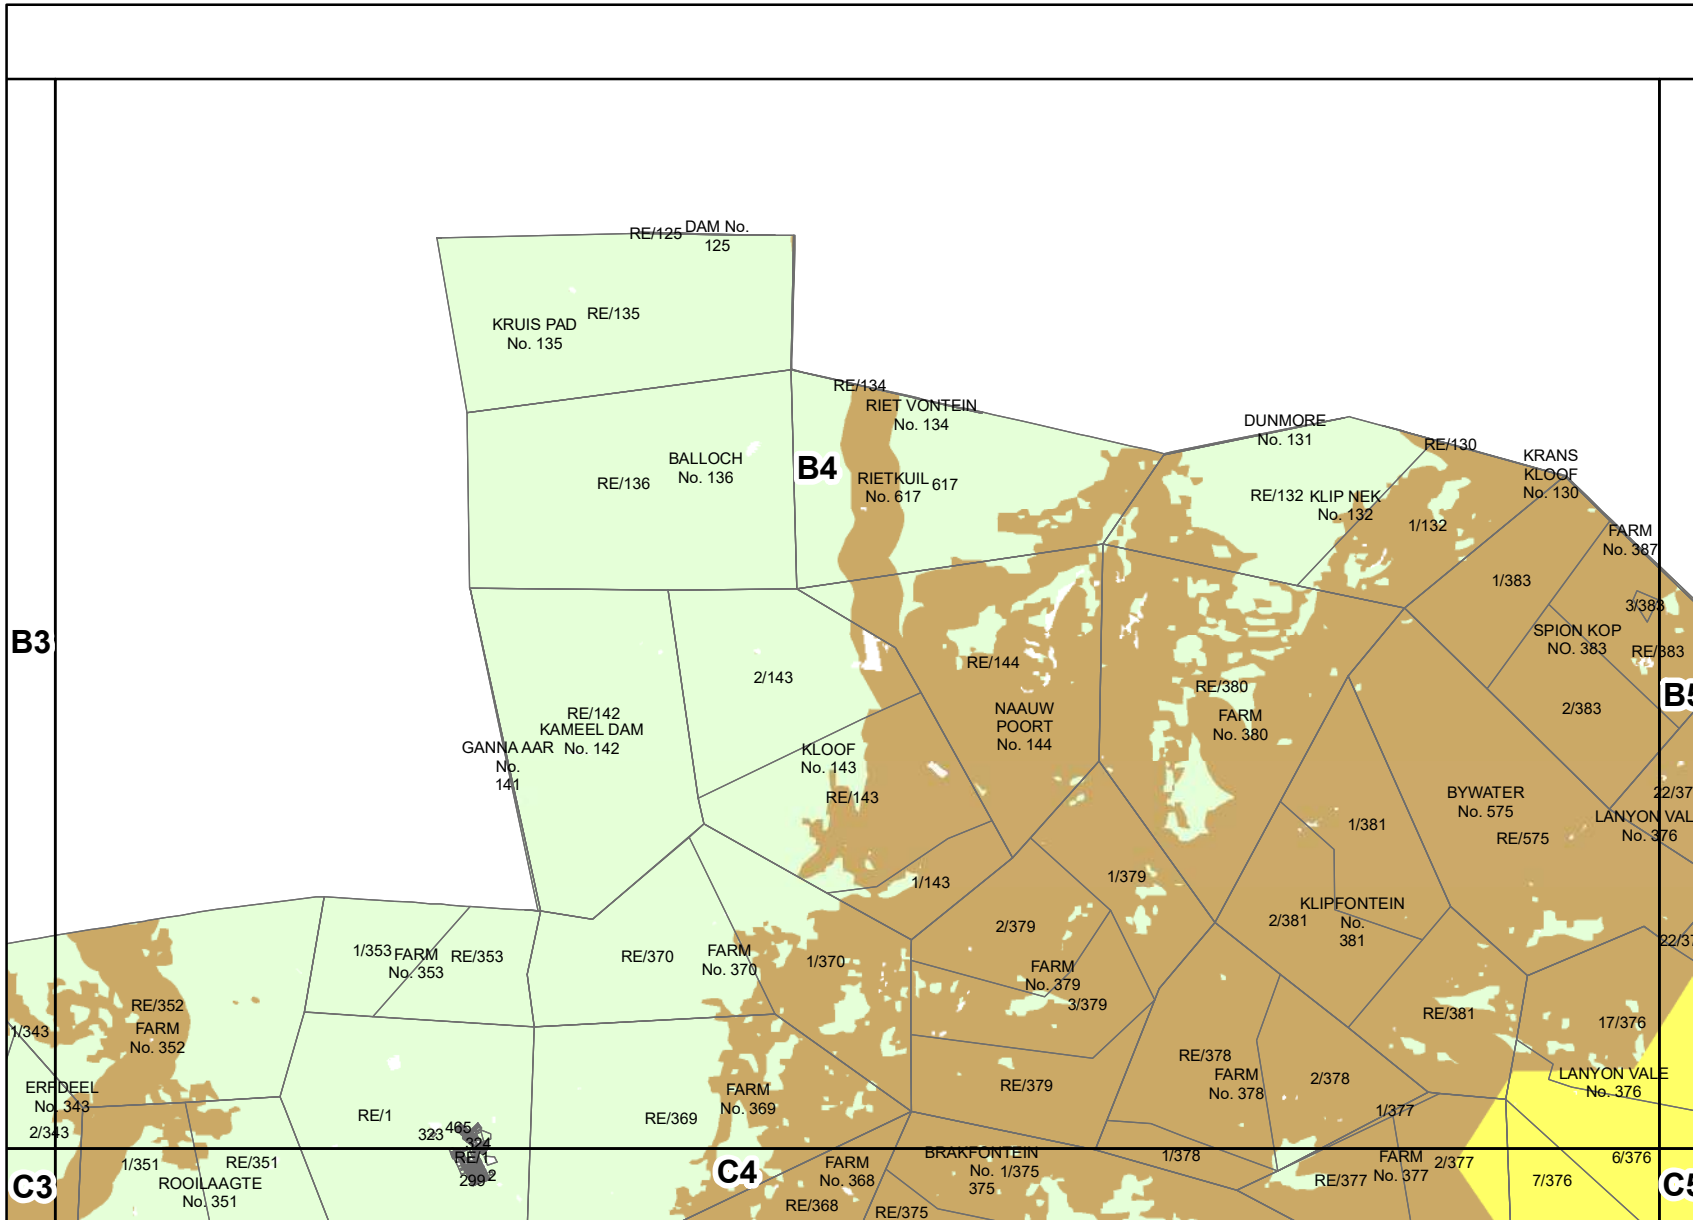 RE/125
DAM No.
125
RE/135
KRUIS PAD
No. 135
RE/134
RIET VONTEIN
No. 134
DUNMORE
No. 131
RE/130
KRANS
KLOOF
No. 130
BALLOCH
No. 136
RE/136
B4
RIETKUIL
No. 617
617
RE/132
KLIP NEK
No. 132
1/132
FARM
No. 387
1/383
3/383
SPION KOP
NO. 383
RE/383
B3
2/143
RE/144
RE/380
B5
2/383
RE/142
KAMEEL DAM
No. 142
NAAUW
POORT
No. 144
FARM
No. 380
GANNA AAR
No.
141
KLOOF
No. 143
RE/143
BYWATER
No. 575
22/37
1/381
RE/575
LANYON VAL
No. 376
1/143
1/379
KLIPFONTEIN
No.
381
2/381
2/379
1/353
FARM
No. 353
RE/353
RE/370
FARM
No. 370
1/370
22/37
FARM
No. 379
3/379
RE/352
FARM
No. 352
1/343
RE/381
17/376
RE/378
FARM
No. 378
2/378
LANYON VALE
No. 376
ERFDEEL
No. 343
RE/379
FARM
No. 369
RE/369
RE/1
1/377
2/343
323
465
324
RE/1
299
2
1/351
RE/351
ROOILAAGTE
No. 351
C3
C4
FARM
No. 368
RE/368
BRAKFONTEIN
No.
375
1/375
RE/375
1/378
RE/377
FARM
No. 377
2/377
7/376
6/376
C5